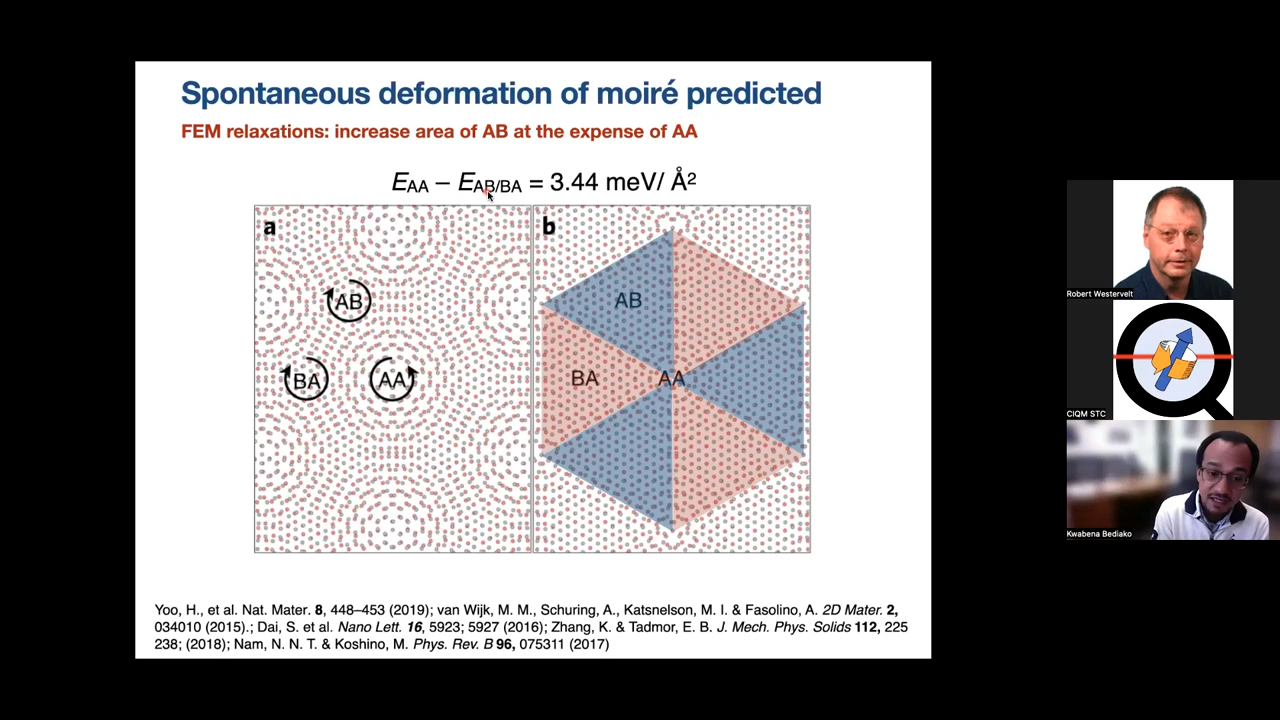 Spontaneous deformation of moiré predicted
FEM relaxations: increase area of AB at the expense of AA
EAA – EAB/BA = 3.44 meV/ Å2
a
AB
BA
AA
b
AB
BA
AA
Yoo, H., et al. Nat. Mater. 8, 448–453 (2019); van Wijk, M. M., Schuring, A., Katsnelson, M. I. & Fasolino, A. 2D Mater. 2,
034010 (2015).; Dai, S. et al. Nano Lett. 16, 5923; 5927 (2016); Zhang, K. & Tadmor, E. B. J. Mech. Phys. Solids 112, 225
238; (2018); Nam, N. N. T. & Koshino, M. Phys. Rev. B 96, 075311 (2017)
Robert Westervelt
CIQM STC
Kwabena Bediako